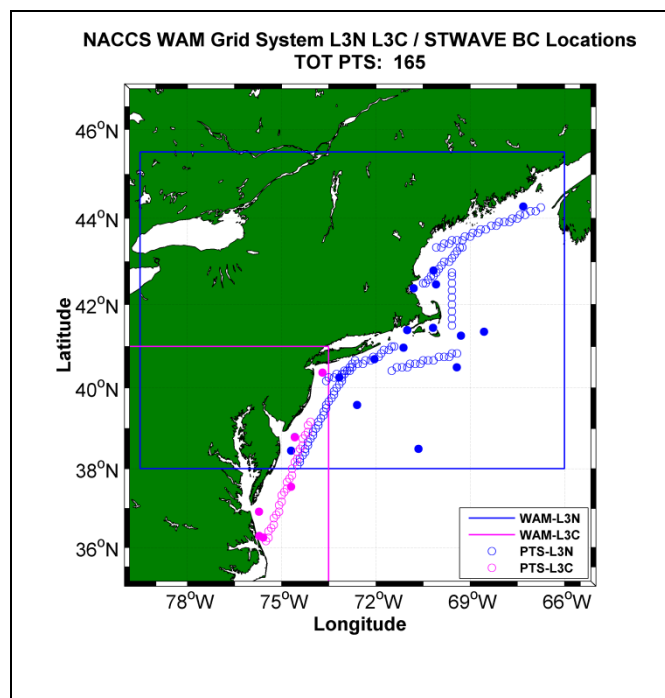 NACCS WAM Grid System L3N L3C / STWAVE BC Locations
TOT PTS: 165
46°N
44°N
42°N
40°N
38°N
36°N
Latitude
78°W
75°W
72°W
69°W
66°W
Longitude
WAM-L3N
WAM-L3C
PTS-L3N
PTS-L3C